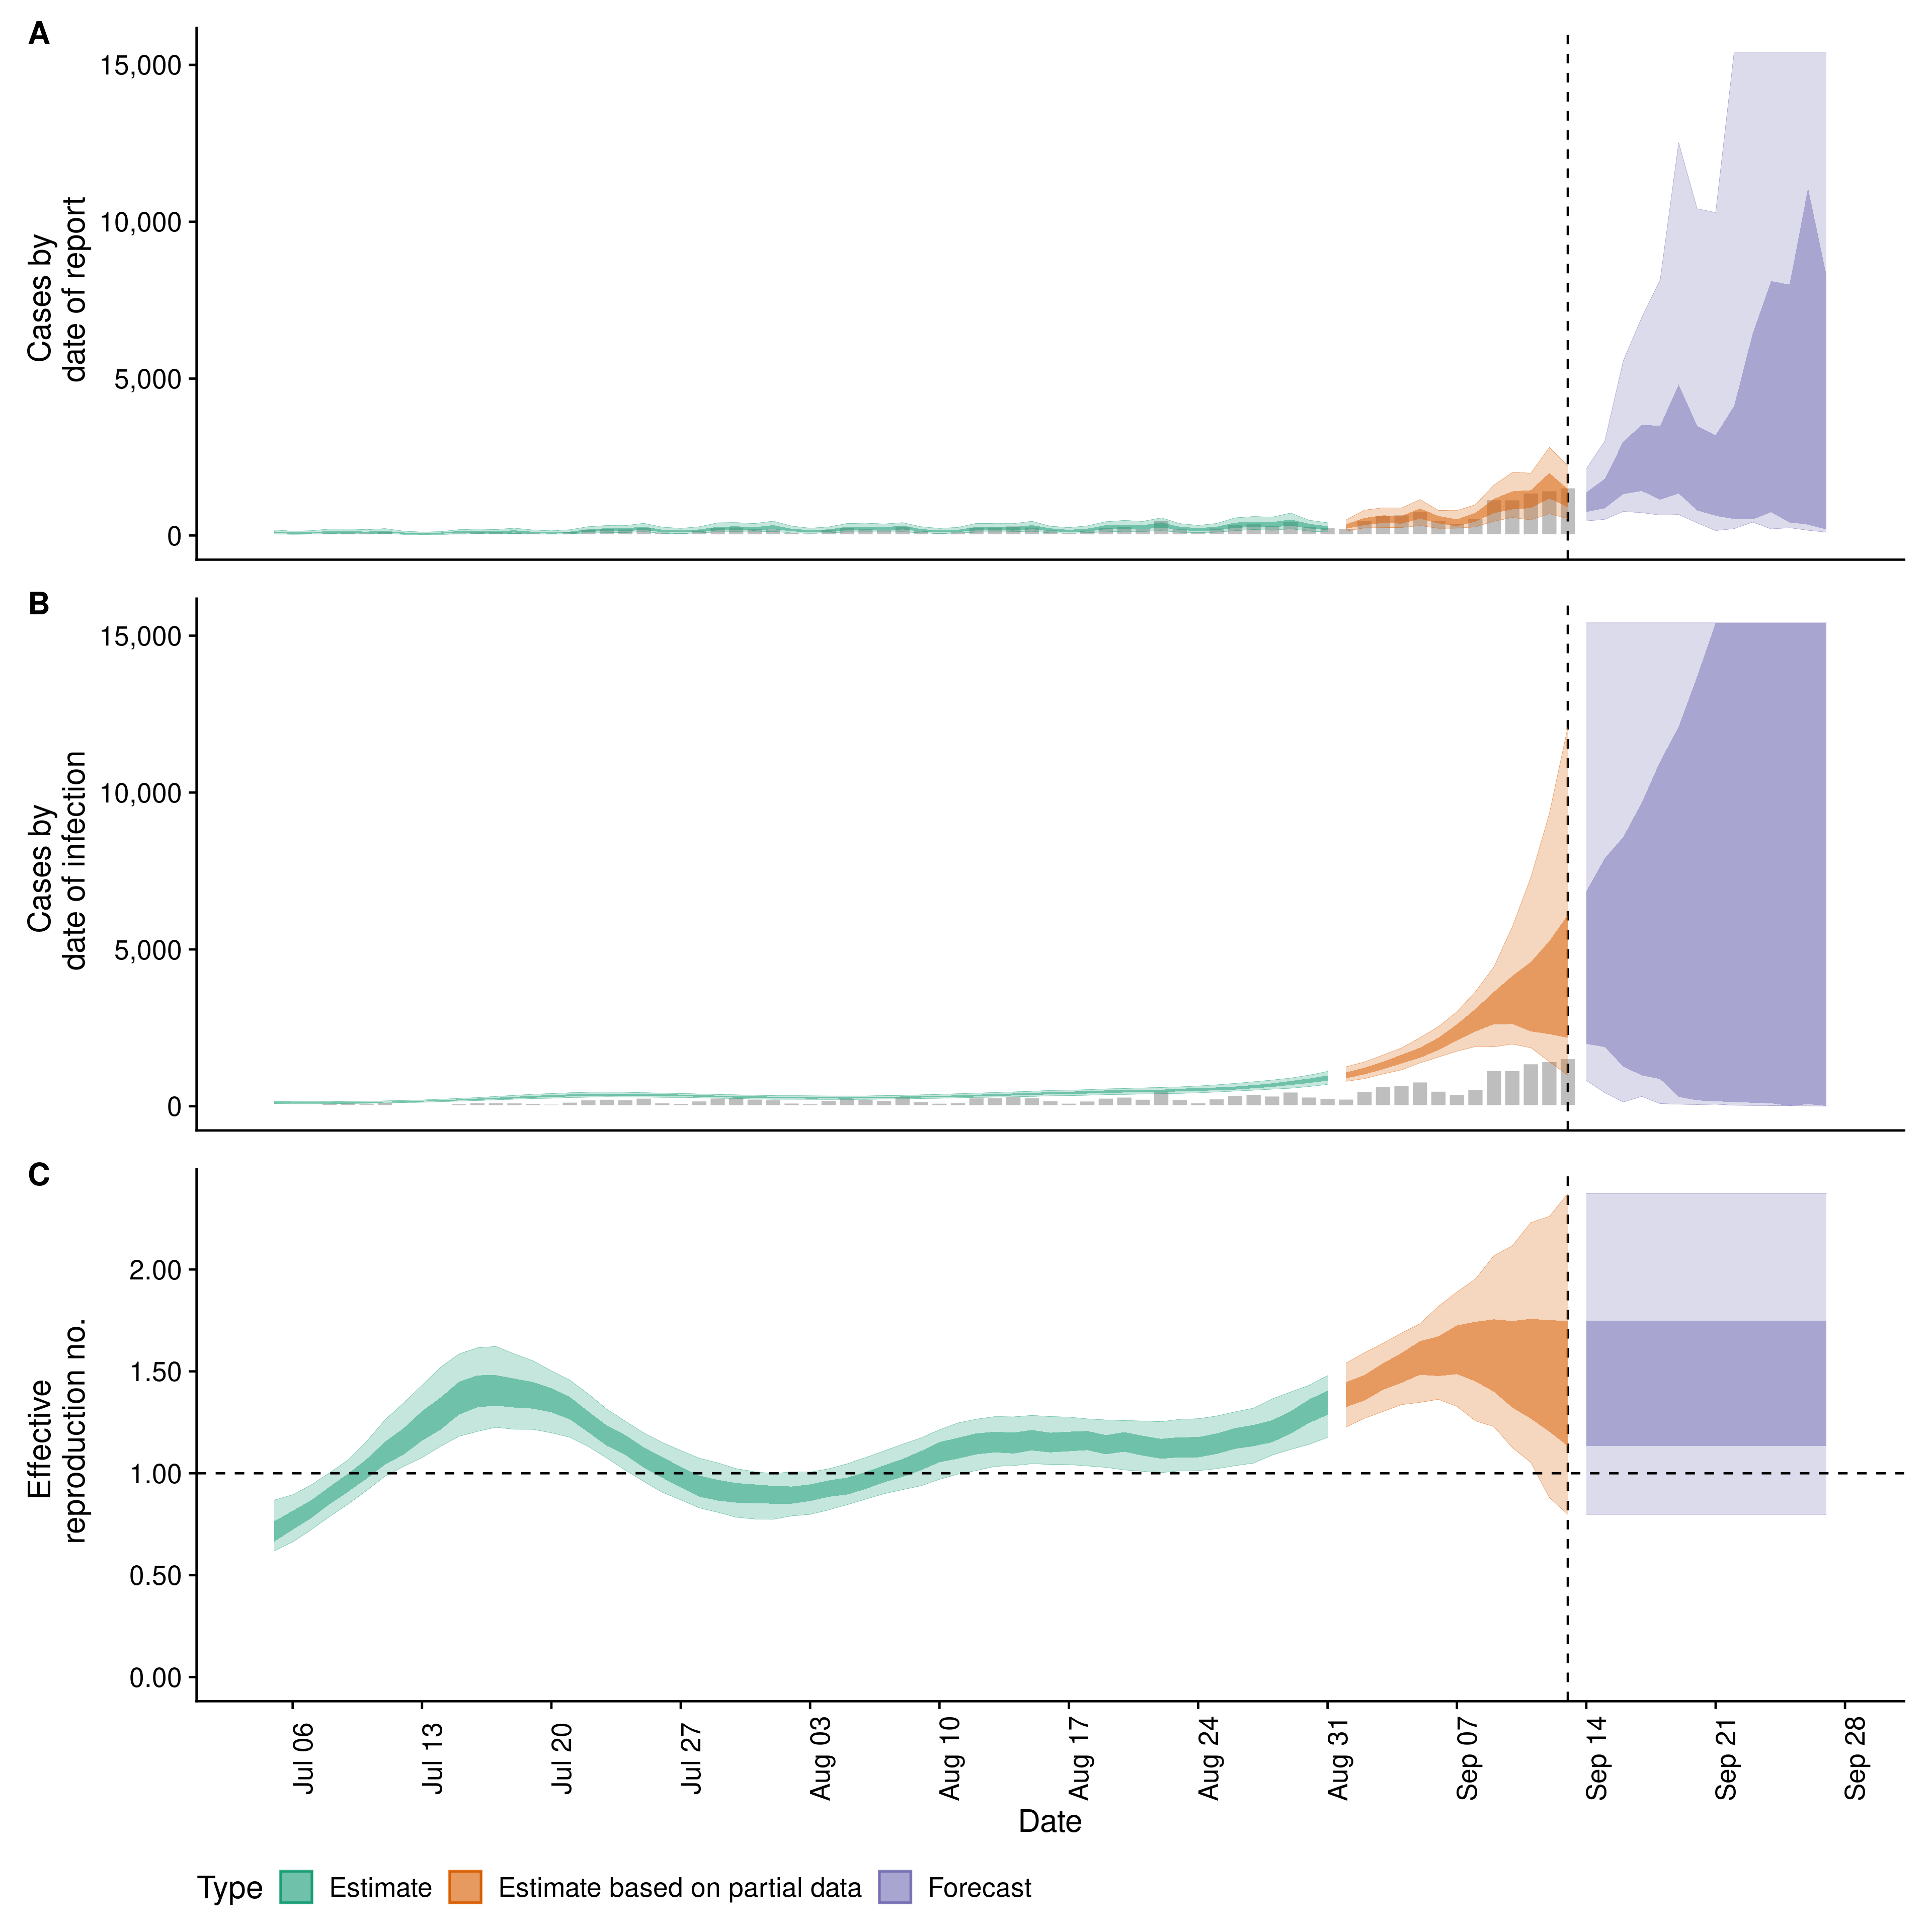 A
15,000
10,000
5,000
0
Cases by
date of report
B
15,000
10,000
5,000
0
Cases by
date of infection
C
2.00
1.50
1.00
0.50
0.00
Effective
reproduction no.
Jul 06
Jul 13
Jul 20
Jul 27
Aug 03
Aug 10
Aug 17
Aug 24
Aug 31
Sep 07
Sep 14
Sep 21
Sep 28
Date
Type Estimate Estimate based on partial data Forecast